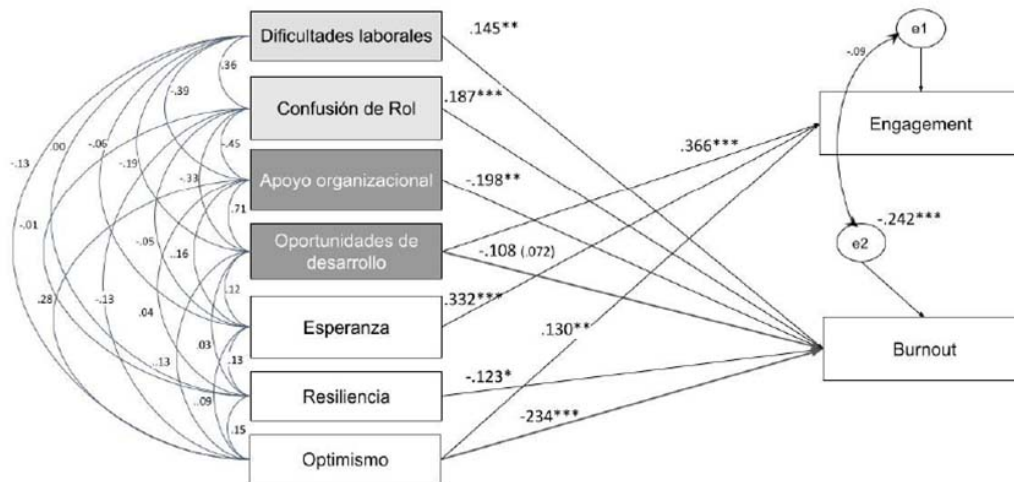 Dificultades laborales
.145**
e1
-.09
.36
Confusión de Rol
.187***
Engagement
-.39
.00
-.06
-.45
.366***
-.13
-.19
-.33
Apoyo organizacional
-.198**
-.01
.71
-.242***
Oportunidades de
desarrollo
-.108 (.072)
e2
-.05
.16
.28
-.13
.12
.332***
.04
Esperanza
.130**
.03
.13
Burnout
.13
Resiliencia
-.123*
.09
-234***
.15
Optimismo